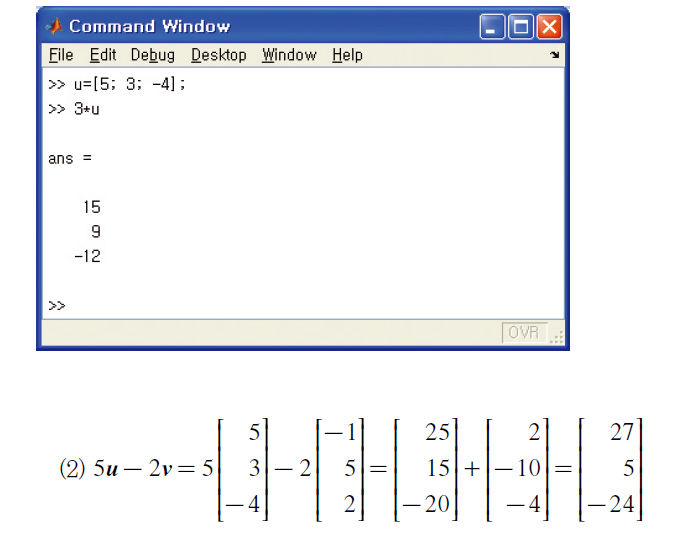 Command Window
File Edit Debug Desktop Window Help
>> u=[5; 3; -4];
>> 3*u
ans =
15
9
-12
>>
OVR
(2) 5u − 2v = 5[5; 3; −4] − 2[−1; 5; 2] = [25; 15; −20] + [2; −10; −4] = [27; 5; −24]